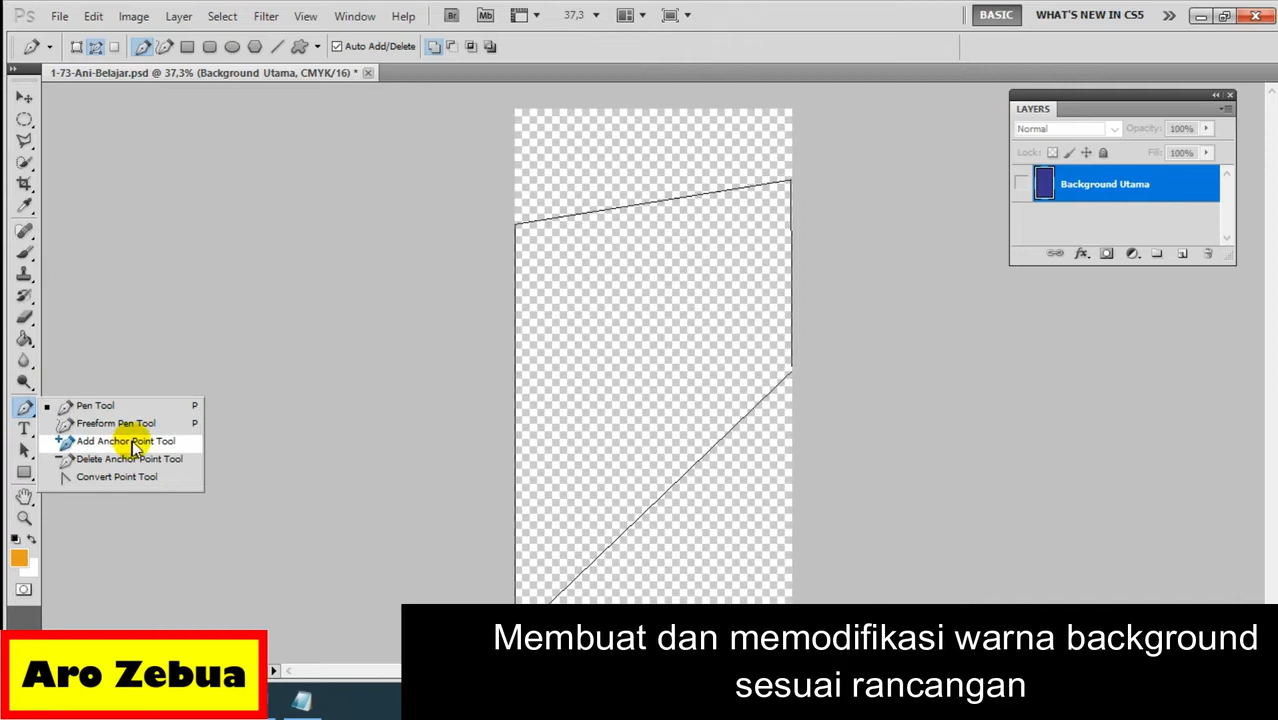 Ps File Edit Image Layer Select Filter View Window Help Br Mb 37,3 BASIC WHAT'S NEW IN CS5
Auto Add/Delete
1-73-Ani-Belajar.psd @ 37,3% (Background Utama, CMYK/16) *
LAYERS
Normal Opacity: 100%
Lock: Fill: 100%
Background Utama
fx
Pen Tool P
Freeform Pen Tool P
Add Anchor Point Tool
Delete Anchor Point Tool
Convert Point Tool
T
Membuat dan memodifikasi warna background
sesuai rancangan
Aro Zebua